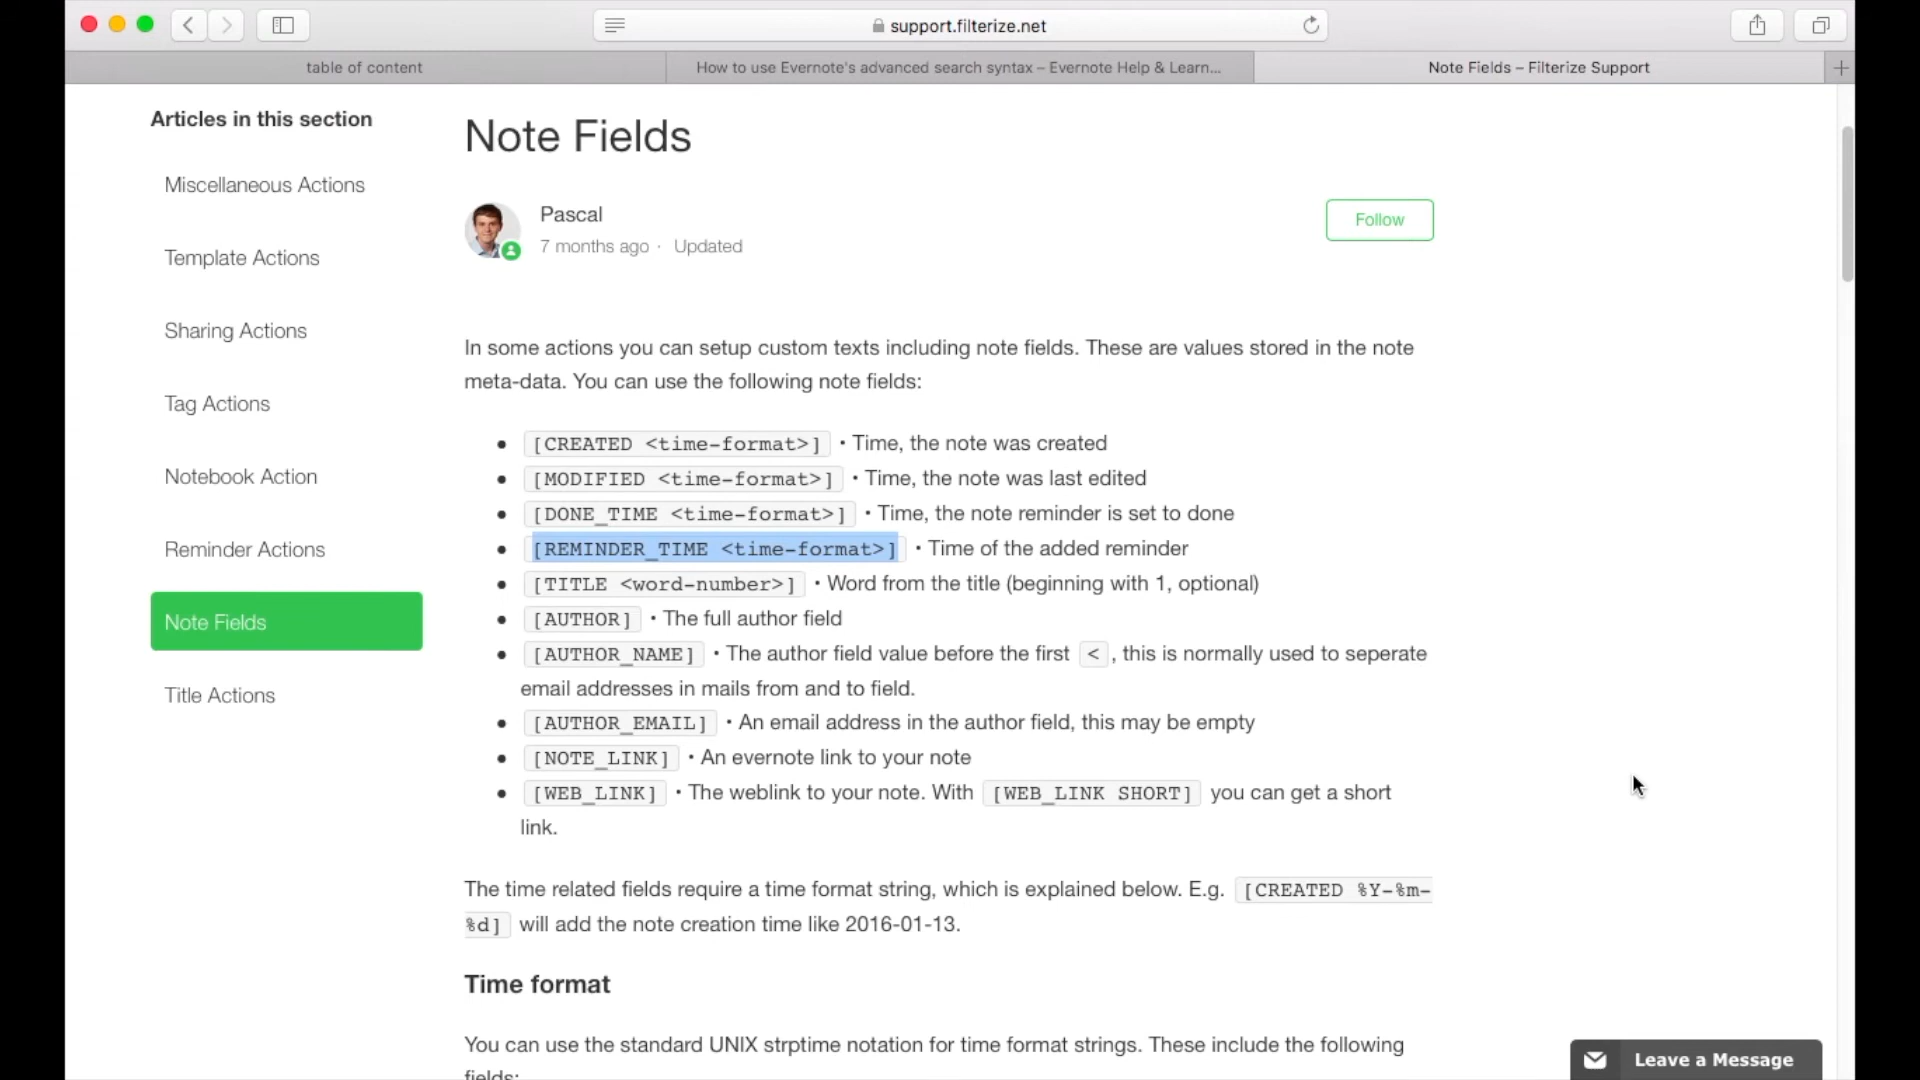 support.filterize.net
table of content
How to use Evernote's advanced search syntax – Evernote Help & Learn...
Note Fields – Filterize Support
Articles in this section
Miscellaneous Actions
Template Actions
Sharing Actions
Tag Actions
Notebook Action
Reminder Actions
Note Fields
Title Actions
Note Fields
Pascal
7 months ago · Updated
Follow
In some actions you can setup custom texts including note fields. These are values stored in the note
meta-data. You can use the following note fields:
• [CREATED <time-format>] • Time, the note was created
• [MODIFIED <time-format>] • Time, the note was last edited
• [DONE_TIME <time-format>] • Time, the note reminder is set to done
• [REMINDER_TIME <time-format>] • Time of the added reminder
• [TITLE <word-number>] • Word from the title (beginning with 1, optional)
• [AUTHOR] • The full author field
• [AUTHOR_NAME] • The author field value before the first < , this is normally used to seperate
email addresses in mails from and to field.
• [AUTHOR_EMAIL] • An email address in the author field, this may be empty
• [NOTE_LINK] • An evernote link to your note
• [WEB_LINK] • The weblink to your note. With [WEB_LINK SHORT] you can get a short
link.
The time related fields require a time format string, which is explained below. E.g. [CREATED %Y-%m-
%d] will add the note creation time like 2016-01-13.
Time format
You can use the standard UNIX strptime notation for time format strings. These include the following
fields:
Leave a Message